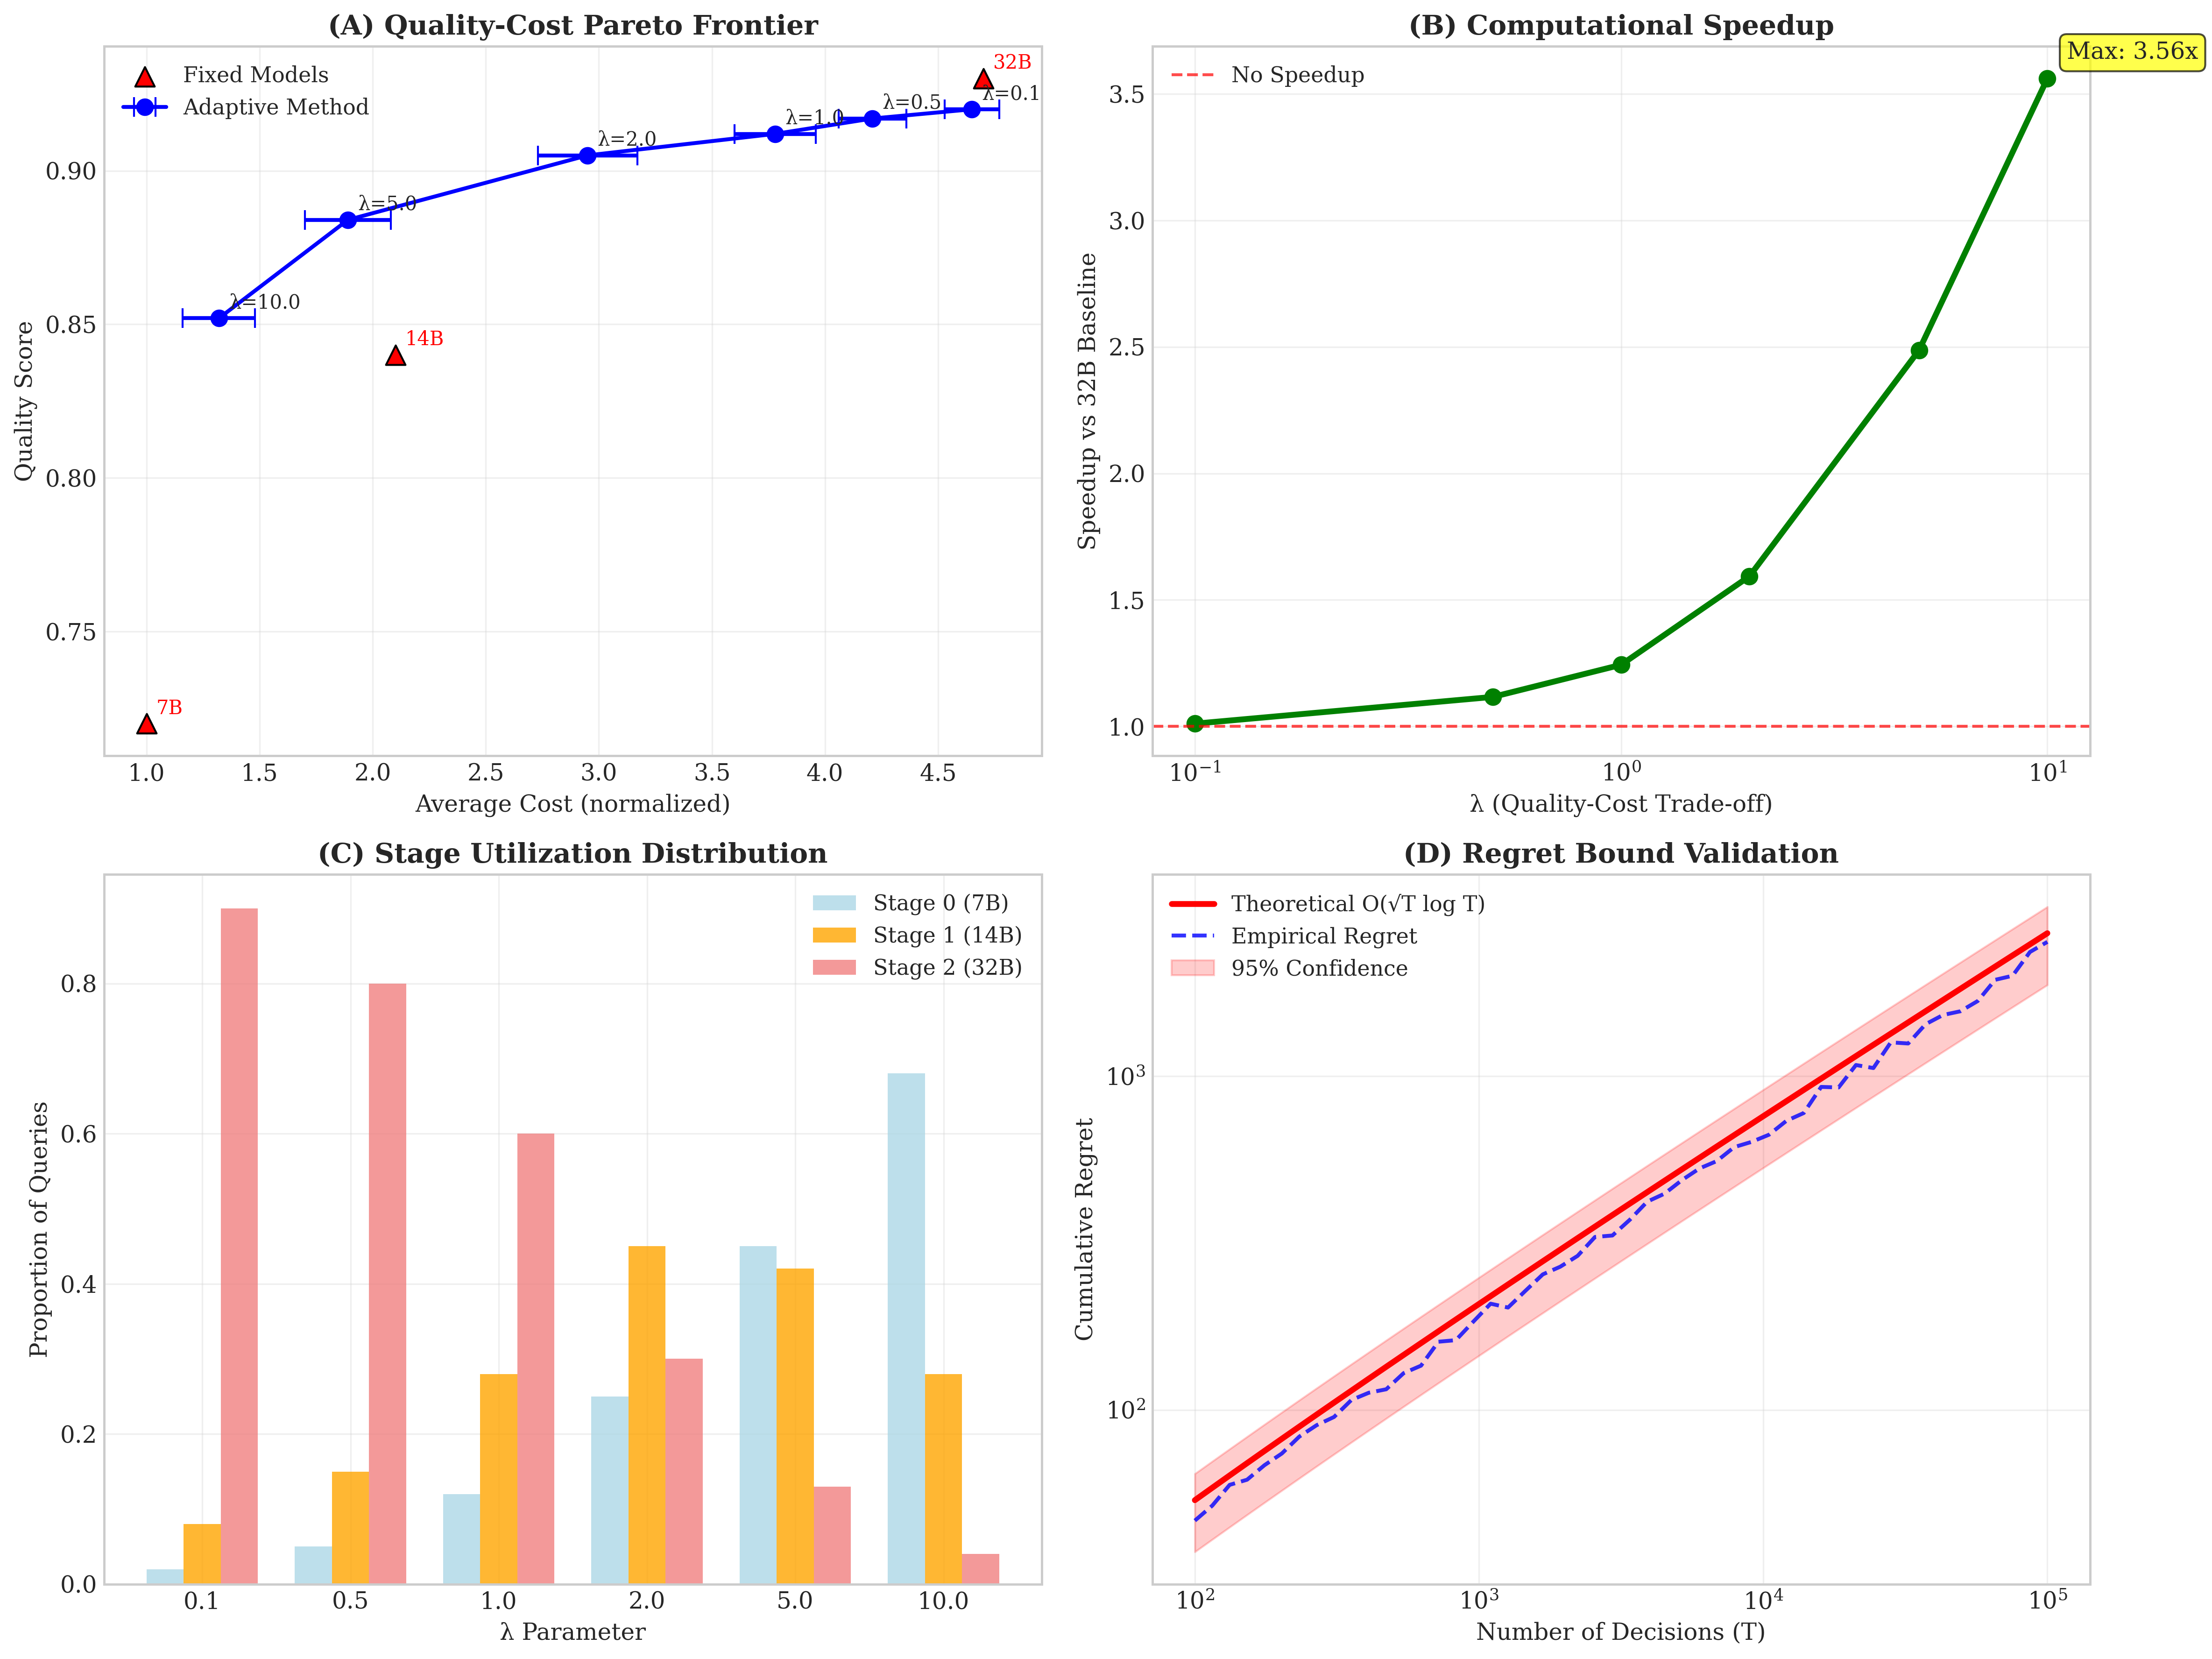 (A) Quality-Cost Pareto Frontier
Fixed Models
Adaptive Method
32B
λ=0.1
λ=0.5
λ=1.0
λ=2.0
λ=5.0
λ=10.0
14B
7B
0.90
0.85
0.80
0.75
Quality Score
1.0 1.5 2.0 2.5 3.0 3.5 4.0 4.5
Average Cost (normalized)
(B) Computational Speedup
Max: 3.56x
No Speedup
3.5
3.0
2.5
2.0
1.5
1.0
Speedup vs 32B Baseline
10⁻¹ 10⁰ 10¹
λ (Quality-Cost Trade-off)
(C) Stage Utilization Distribution
Stage 0 (7B)
Stage 1 (14B)
Stage 2 (32B)
0.8
0.6
0.4
0.2
0.0
Proportion of Queries
0.1 0.5 1.0 2.0 5.0 10.0
λ Parameter
(D) Regret Bound Validation
Theoretical O(√T log T)
Empirical Regret
95% Confidence
10³
10²
Cumulative Regret
10² 10³ 10⁴ 10⁵
Number of Decisions (T)